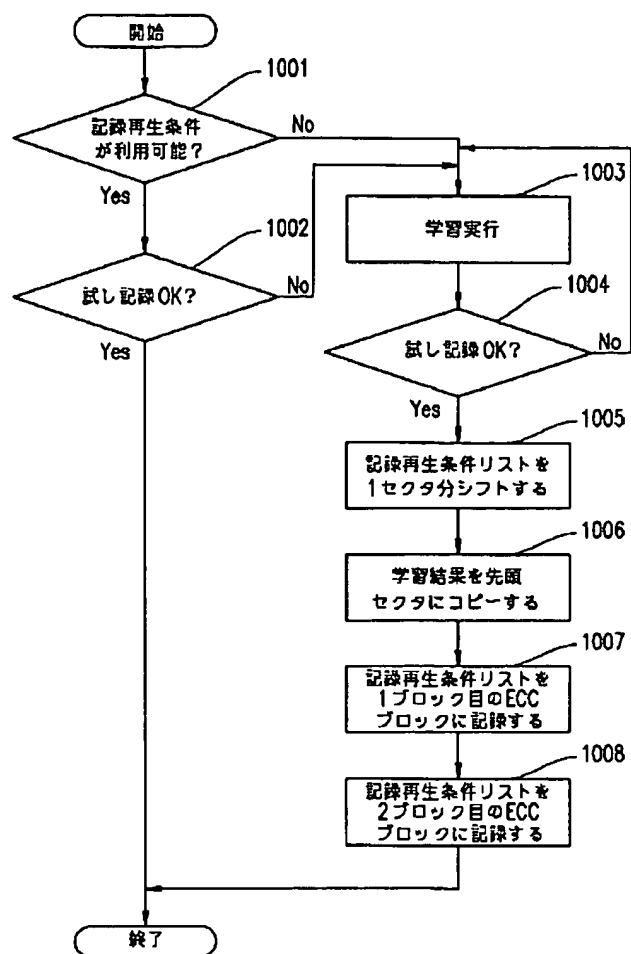 開始
1001
記録再生条件
が利用可能？
No
Yes
1002
試し記録OK？
No
Yes
1003
学習実行
1004
試し記録OK？
No
Yes
1005
記録再生条件リストを
1セクタ分シフトする
1006
学習結果を先頭
セクタにコピーする
1007
記録再生条件リストを
1ブロック目のECC
ブロックに記録する
1008
記録再生条件リストを
2ブロック目のECC
ブロックに記録する
終了